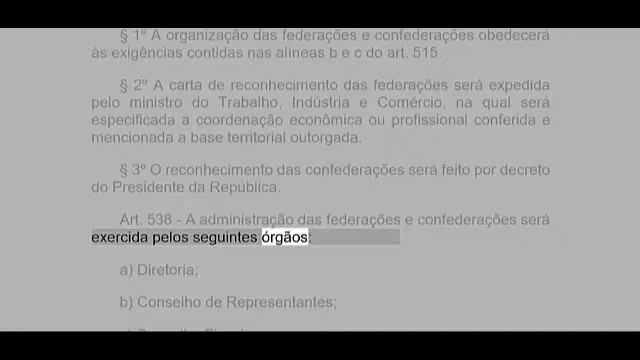 § 1º A organização das federações e confederações obedecerá
às exigências contidas nas alíneas b e c do art. 515.
§ 2º A carta de reconhecimento das federações será expedida
pelo ministro do Trabalho, Indústria e Comércio, na qual será
especificada a coordenação econômica ou profissional conferida e
mencionada a base territorial outorgada.
§ 3º O reconhecimento das confederações será feito por decreto
do Presidente da República.
Art. 538 - A administração das federações e confederações será
exercida pelos seguintes órgãos:
a) Diretoria;
b) Conselho de Representantes;